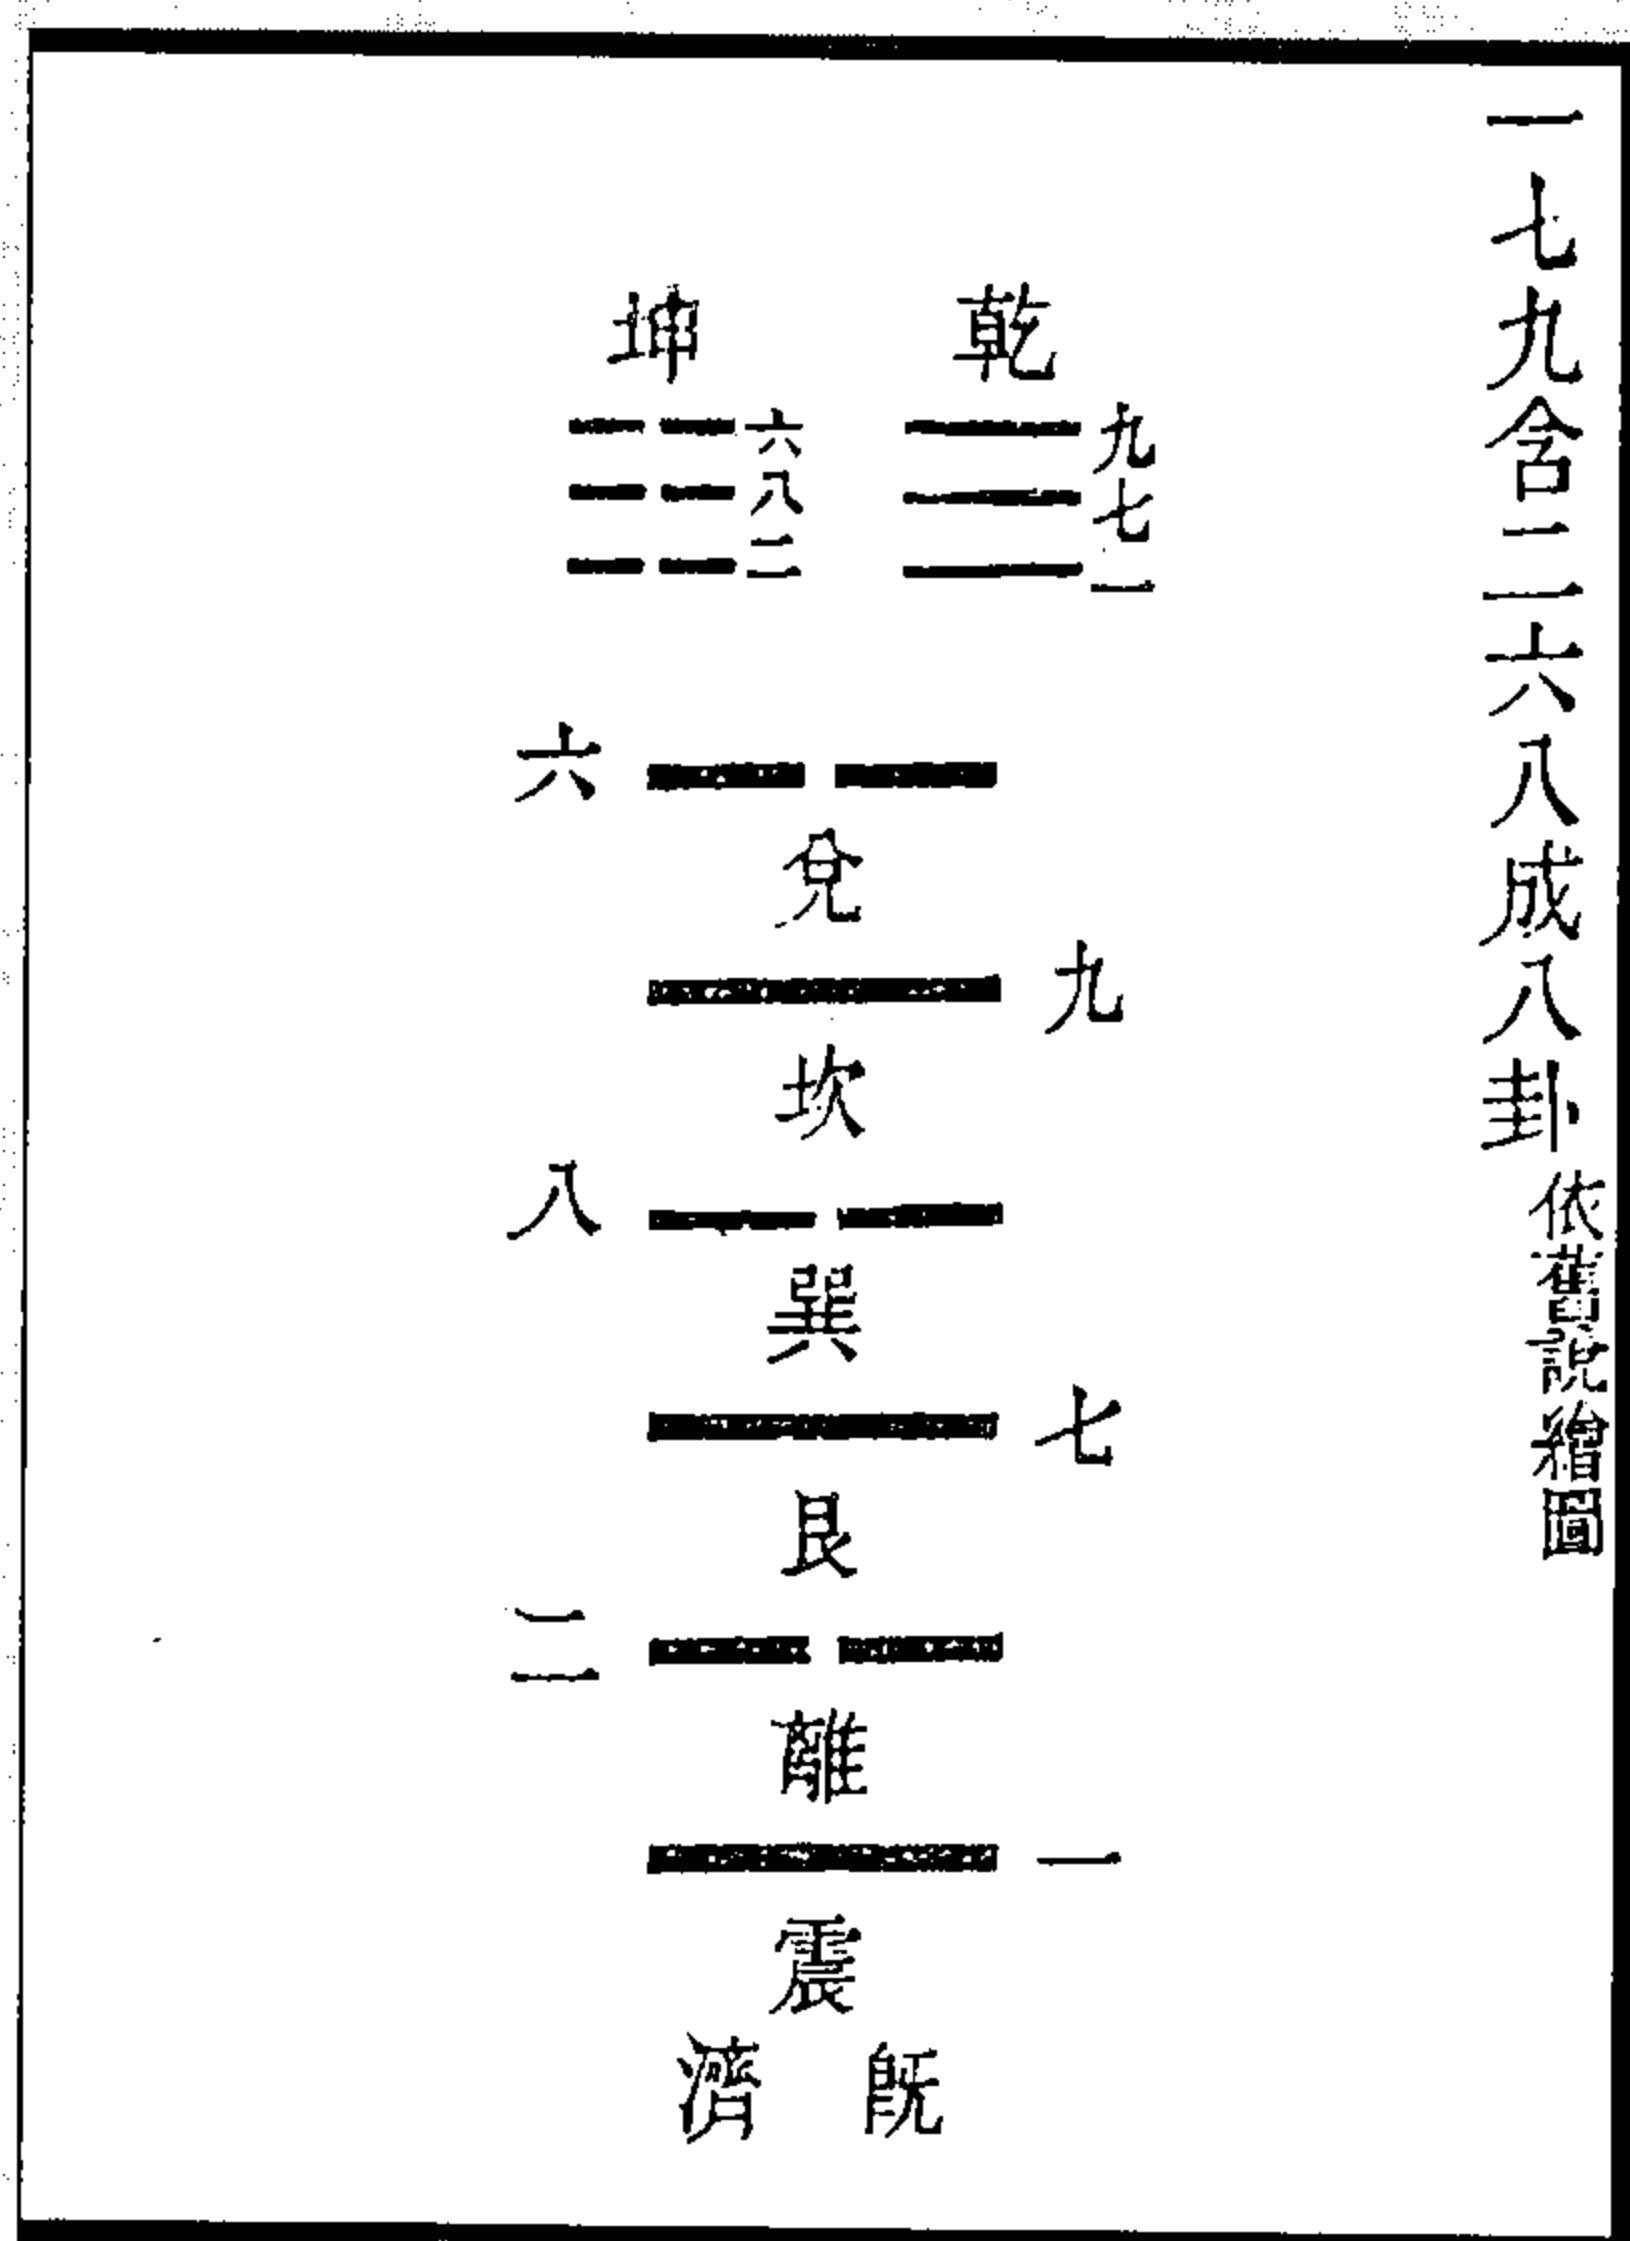 一七九含二六八成八卦依舊說繪圖
乾
九
七
一
坤
六
八
二
六
兌
九
坎
八
巽
七
艮
二
離
一
震
既
濟